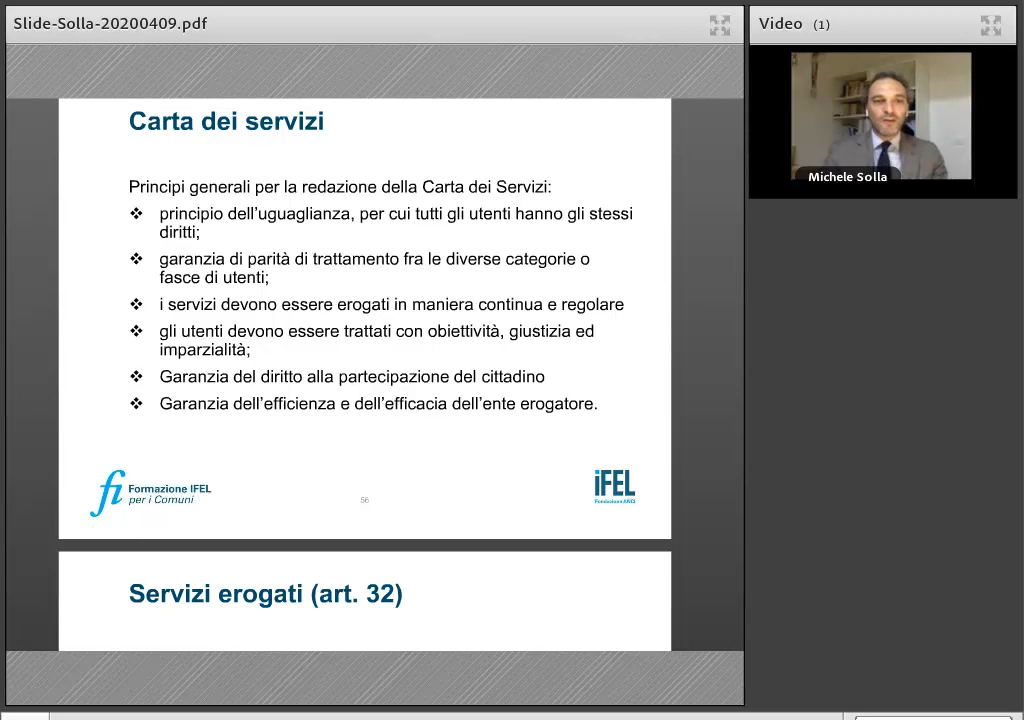 Slide-Solla-20200409.pdf
Video (1)
Michele Solla
Carta dei servizi
Principi generali per la redazione della Carta dei Servizi:
❖ principio dell'uguaglianza, per cui tutti gli utenti hanno gli stessi
diritti;
❖ garanzia di parità di trattamento fra le diverse categorie o
fasce di utenti;
❖ i servizi devono essere erogati in maniera continua e regolare
❖ gli utenti devono essere trattati con obiettività, giustizia ed
imparzialità;
❖ Garanzia del diritto alla partecipazione del cittadino
❖ Garanzia dell'efficienza e dell'efficacia dell'ente erogatore.
fi Formazione IFEL
per i Comuni
56
iFEL
Fondazione ANCI
Servizi erogati (art. 32)